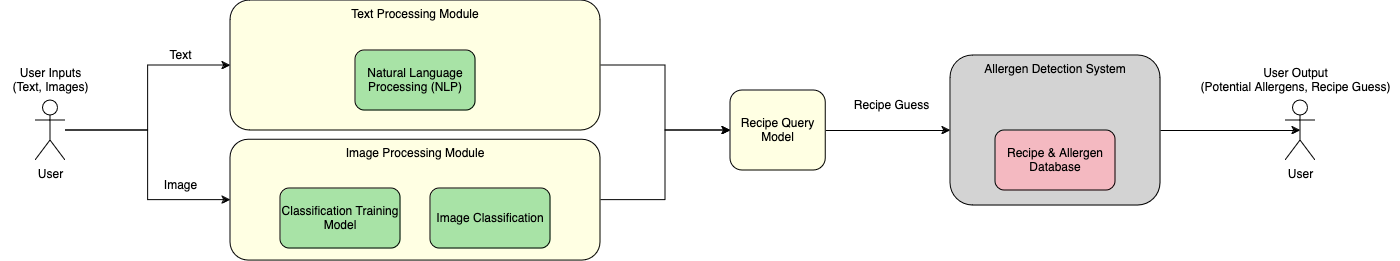 User Inputs
(Text, Images)
User
Text
Image
Text Processing Module
Natural Language
Processing (NLP)
Image Processing Module
Classification Training
Model
Image Classification
Recipe Query
Model
Recipe Guess
Allergen Detection System
Recipe & Allergen
Database
User Output
(Potential Allergens, Recipe Guess)
User